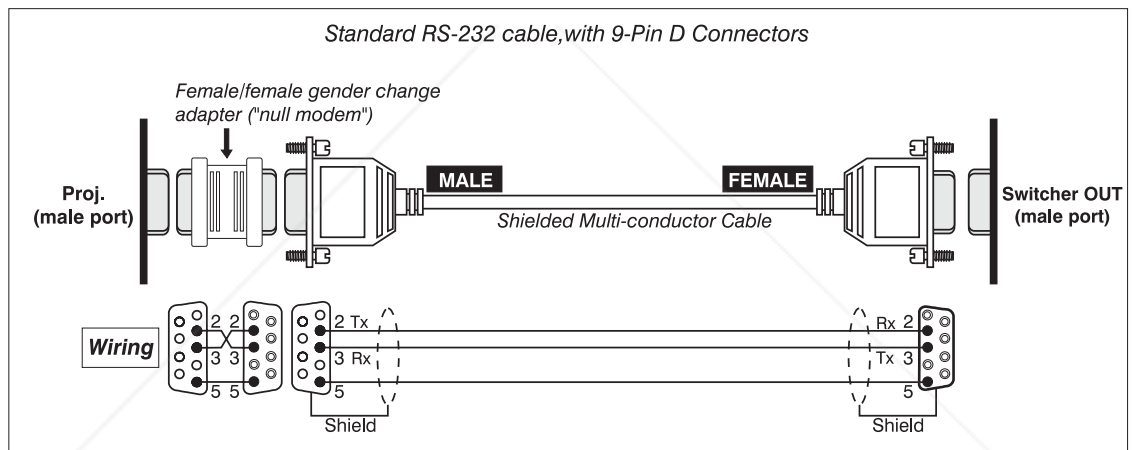 Standard RS-232 cable,with 9-Pin D Connectors
Female/female gender change
adapter ("null modem")
Proj.
(male port)
MALE
FEMALE
Shielded Multi-conductor Cable
Switcher OUT
(male port)
Wiring
2 2
3 3
5 5
2 Tx
3 Rx
5
Rx 2
Tx 3
5
Shield
Shield